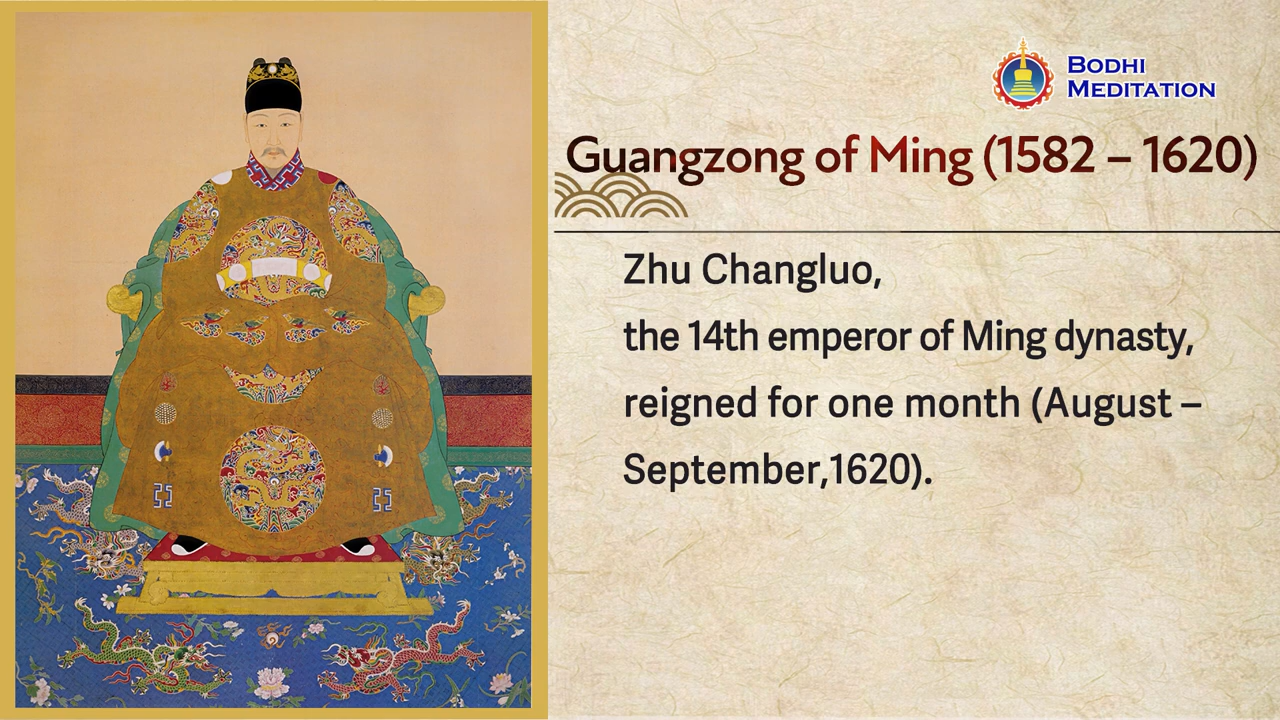 BODHI
MEDITATION
Guangzong of Ming (1582 – 1620)
Zhu Changluo,
the 14th emperor of Ming dynasty,
reigned for one month (August –
September,1620).